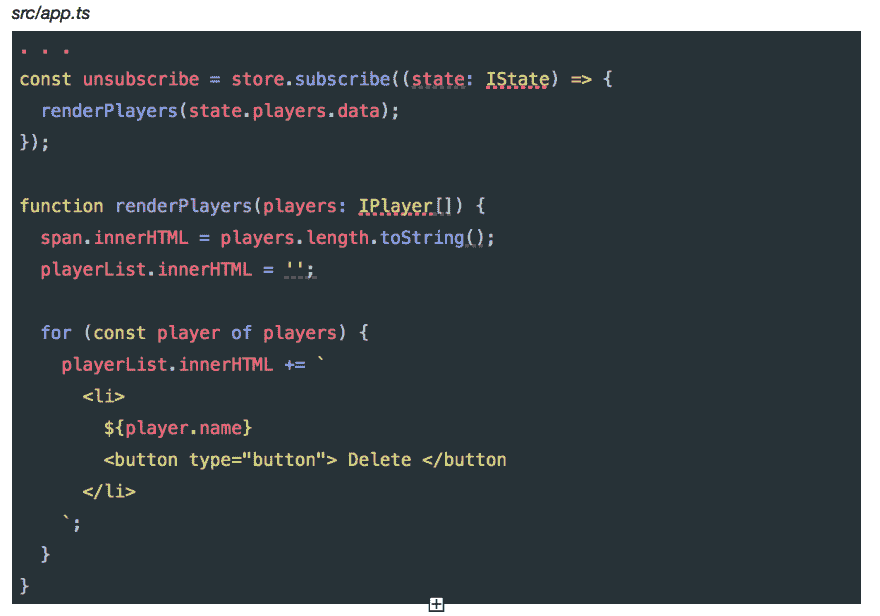 src/app.ts
. . .
const unsubscribe = store.subscribe((state: IState) => {
  renderPlayers(state.players.data);
});

function renderPlayers(players: IPlayer[]) {
  span.innerHTML = players.length.toString();
  playerList.innerHTML = '';

  for (const player of players) {
    playerList.innerHTML += `
      <li>
        ${player.name}
        <button type="button"> Delete </button
      </li>
    `;
  }
}